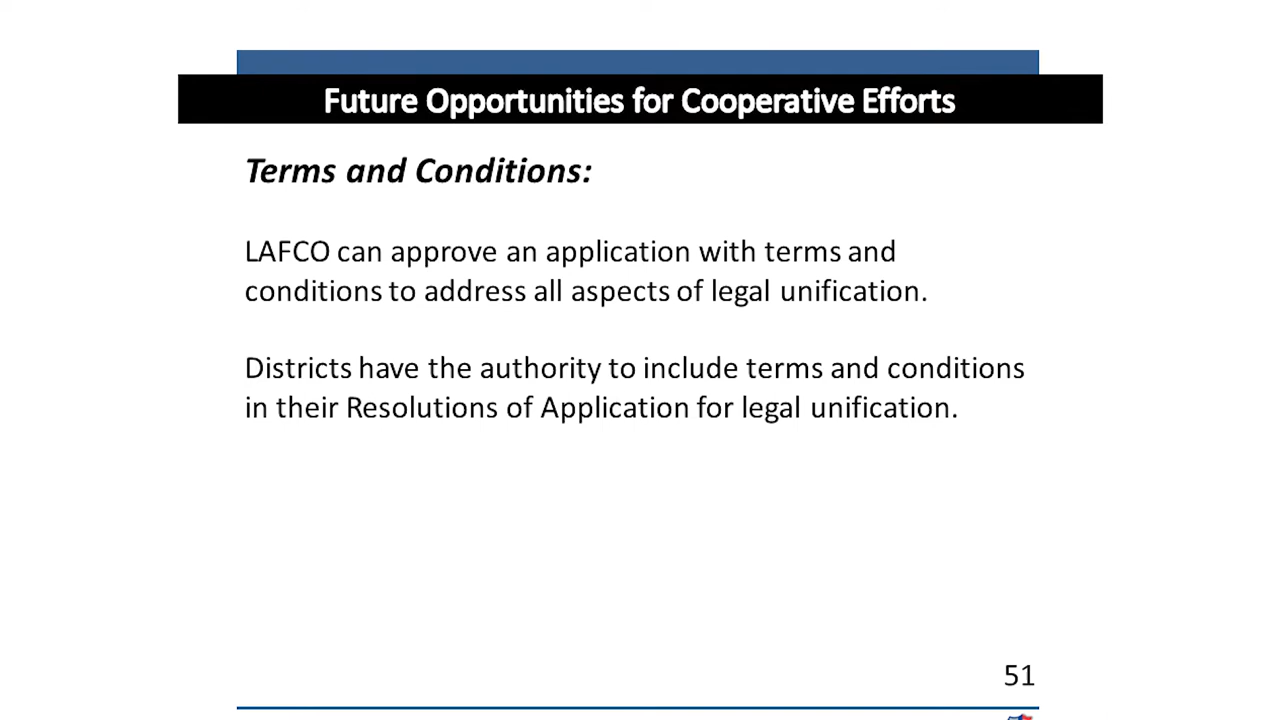 Future Opportunities for Cooperative Efforts
Terms and Conditions:
LAFCO can approve an application with terms and
conditions to address all aspects of legal unification.
Districts have the authority to include terms and conditions
in their Resolutions of Application for legal unification.
51